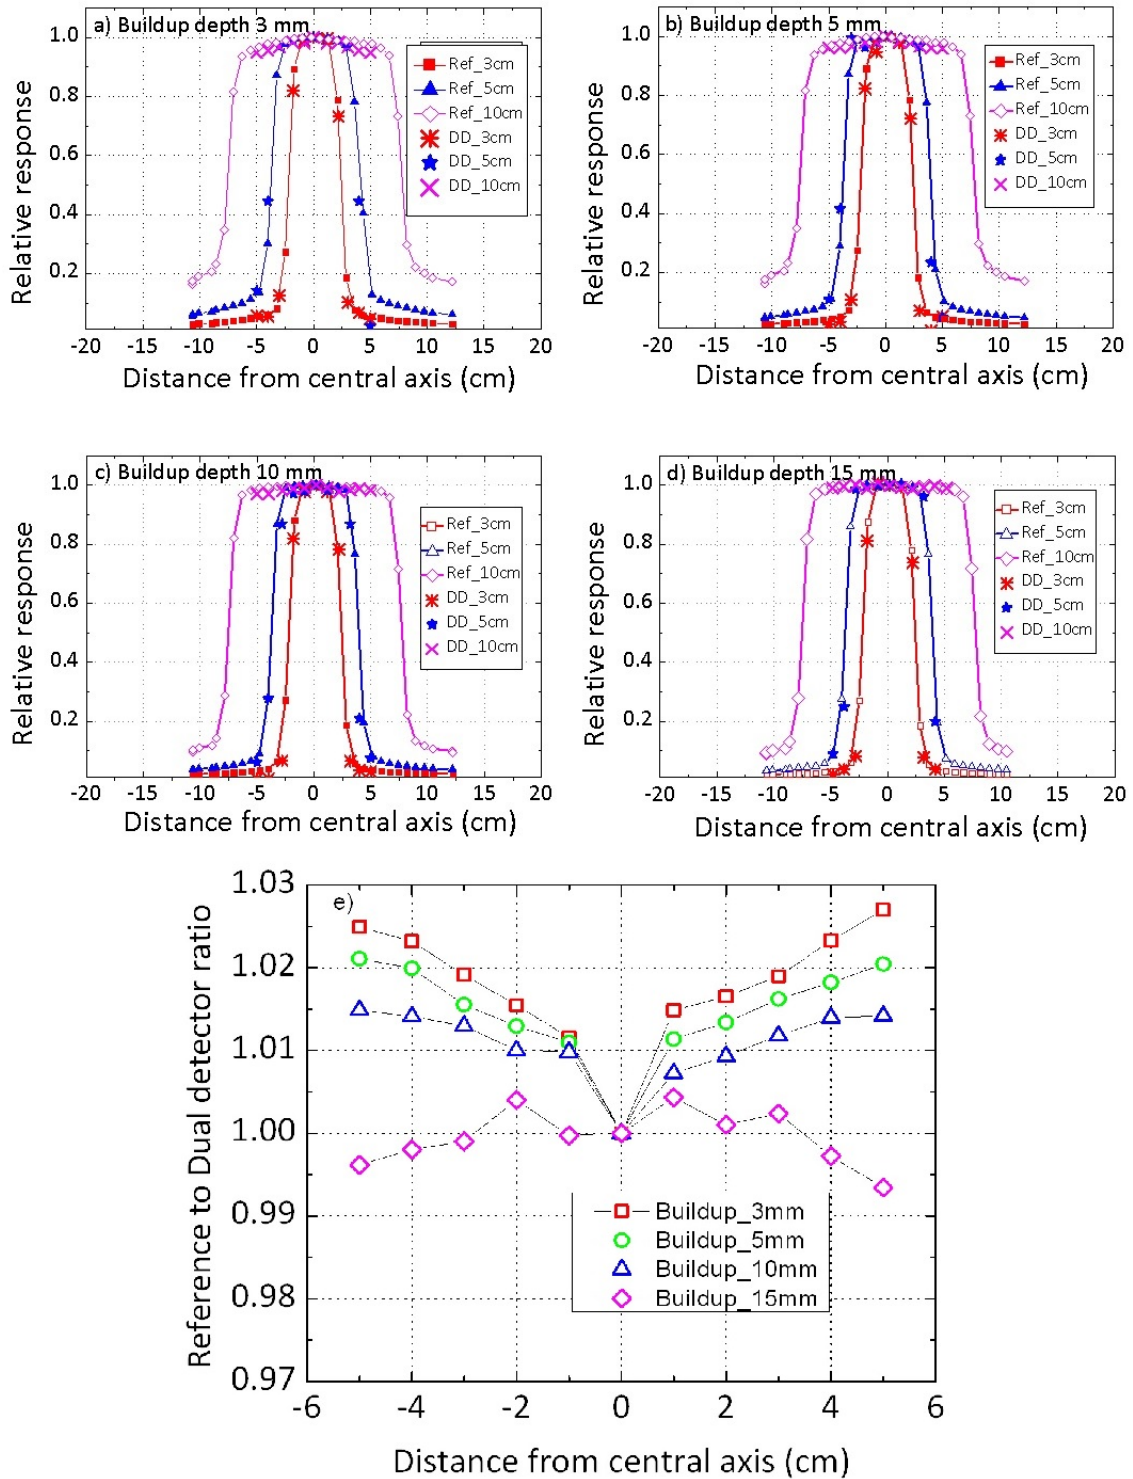 a) Buildup depth 3 mm
Relative response
1.0
0.8
0.6
0.4
0.2
Ref_3cm
Ref_5cm
Ref_10cm
DD_3cm
DD_5cm
DD_10cm
-20 -15 -10 -5 0 5 10 15 20
Distance from central axis (cm)
b) Buildup depth 5 mm
Relative response
1.0
0.8
0.6
0.4
0.2
Ref_3cm
Ref_5cm
Ref_10cm
DD_3cm
DD_5cm
DD_10cm
-20 -15 -10 -5 0 5 10 15 20
Distance from central axis (cm)
c) Buildup depth 10 mm
Relative response
1.0
0.8
0.6
0.4
0.2
Ref_3cm
Ref_5cm
Ref_10cm
DD_3cm
DD_5cm
DD_10cm
-20 -15 -10 -5 0 5 10 15 20
Distance from central axis (cm)
d) Buildup depth 15 mm
Relative response
1.0
0.8
0.6
0.4
0.2
Ref_3cm
Ref_5cm
Ref_10cm
DD_3cm
DD_5cm
DD_10cm
-20 -15 -10 -5 0 5 10 15 20
Distance from central axis (cm)
e)
Reference to Dual detector ratio
1.03
1.02
1.01
1.00
0.99
0.98
0.97
Buildup_3mm
Buildup_5mm
Buildup_10mm
Buildup_15mm
-6 -4 -2 0 2 4 6
Distance from central axis (cm)